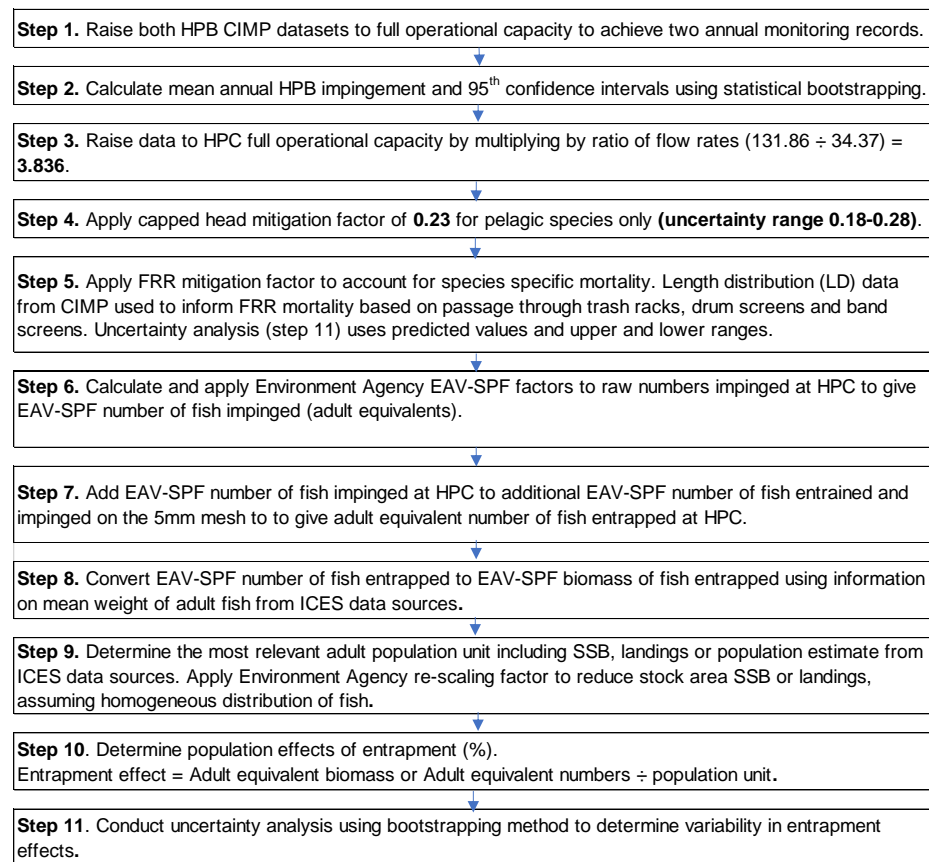 Step 1. Raise both HPB CIMP datasets to full operational capacity to achieve two annual monitoring records.
Step 2. Calculate mean annual HPB impingement and 95th confidence intervals using statistical bootstrapping.
Step 3. Raise data to HPC full operational capacity by multiplying by ratio of flow rates (131.86 ÷ 34.37) =
3.836.
Step 4. Apply capped head mitigation factor of 0.23 for pelagic species only (uncertainty range 0.18-0.28).
Step 5. Apply FRR mitigation factor to account for species specific mortality. Length distribution (LD) data
from CIMP used to inform FRR mortality based on passage through trash racks, drum screens and band
screens. Uncertainty analysis (step 11) uses predicted values and upper and lower ranges.
Step 6. Calculate and apply Environment Agency EAV-SPF factors to raw numbers impinged at HPC to give
EAV-SPF number of fish impinged (adult equivalents).
Step 7. Add EAV-SPF number of fish impinged at HPC to additional EAV-SPF number of fish entrained and
impinged on the 5mm mesh to to give adult equivalent number of fish entrapped at HPC.
Step 8. Convert EAV-SPF number of fish entrapped to EAV-SPF biomass of fish entrapped using information
on mean weight of adult fish from ICES data sources.
Step 9. Determine the most relevant adult population unit including SSB, landings or population estimate from
ICES data sources. Apply Environment Agency re-scaling factor to reduce stock area SSB or landings,
assuming homogeneous distribution of fish.
Step 10. Determine population effects of entrapment (%).
Entrapment effect = Adult equivalent biomass or Adult equivalent numbers ÷ population unit.
Step 11. Conduct uncertainty analysis using bootstrapping method to determine variability in entrapment
effects.